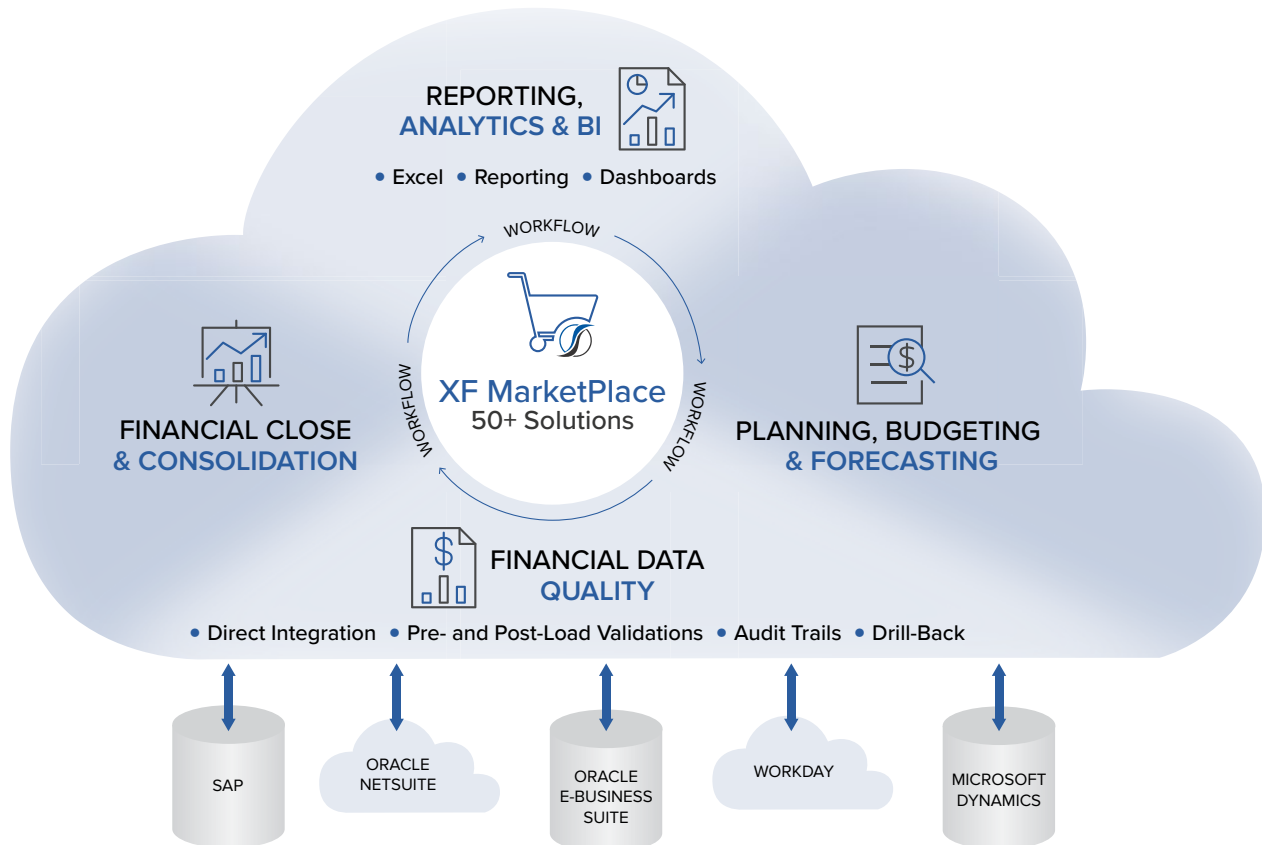 REPORTING,
ANALYTICS & BI
• Excel • Reporting • Dashboards
WORKFLOW
WORKFLOW
WORKFLOW
XF MarketPlace
50+ Solutions
FINANCIAL CLOSE
& CONSOLIDATION
PLANNING, BUDGETING
& FORECASTING
$
$
FINANCIAL DATA
QUALITY
• Direct Integration • Pre- and Post-Load Validations • Audit Trails • Drill-Back
SAP
ORACLE
NETSUITE
ORACLE
E-BUSINESS
SUITE
WORKDAY
MICROSOFT
DYNAMICS